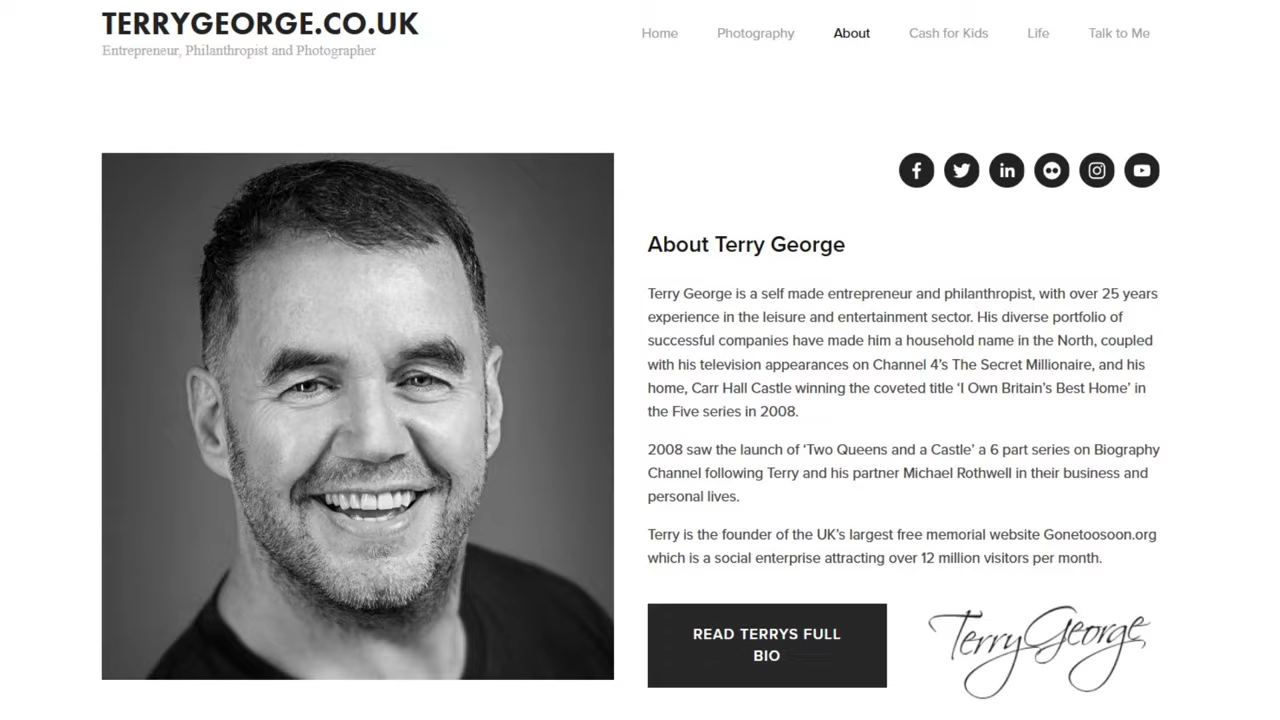 TERRYGEORGE.CO.UK
Entrepreneur, Philanthropist and Photographer
Home Photography About Cash for Kids Life Talk to Me
About Terry George
Terry George is a self made entrepreneur and philanthropist, with over 25 years
experience in the leisure and entertainment sector. His diverse portfolio of
successful companies have made him a household name in the North, coupled
with his television appearances on Channel 4's The Secret Millionaire, and his
home, Carr Hall Castle winning the coveted title ‘I Own Britain's Best Home’ in
the Five series in 2008.
2008 saw the launch of ‘Two Queens and a Castle’ a 6 part series on Biography
Channel following Terry and his partner Michael Rothwell in their business and
personal lives.
Terry is the founder of the UK's largest free memorial website Gonetoosoon.org
which is a social enterprise attracting over 12 million visitors per month.
READ TERRYS FULL
BIO
Terry George